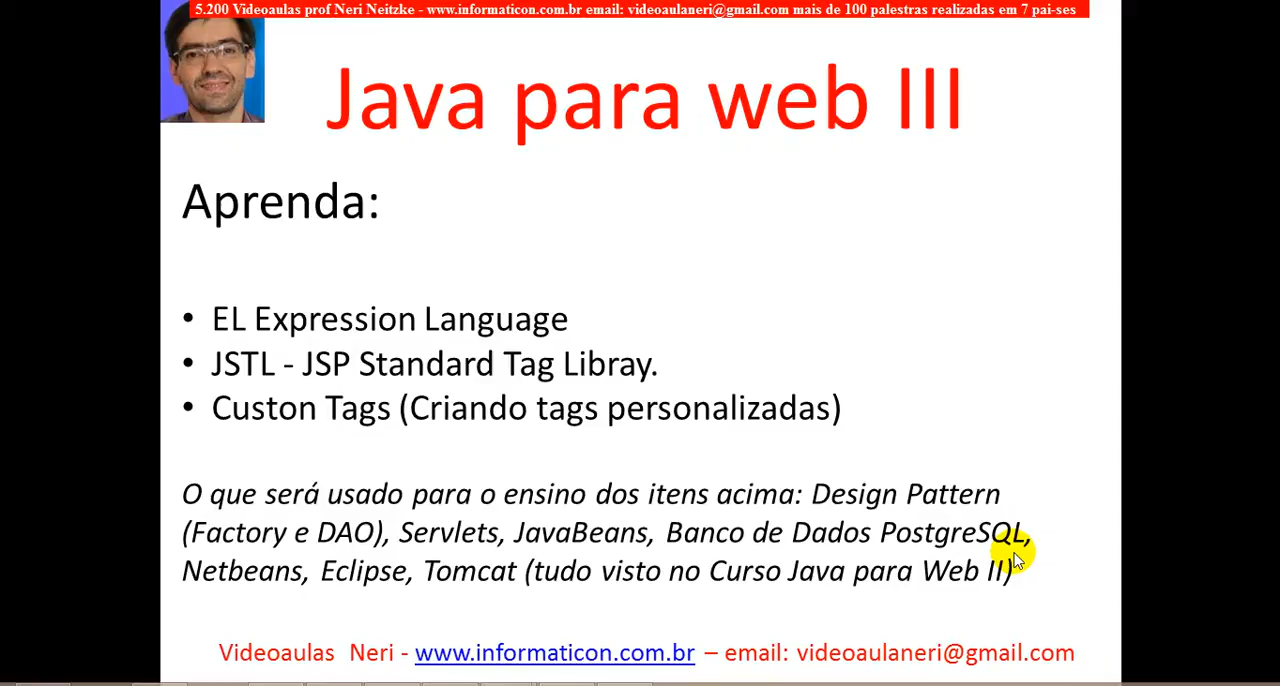 5.200 Videoaulas prof Neri Neitzke - www.informaticon.com.br email: videoaulaneri@gmail.com mais de 100 palestras realizadas em 7 pai-ses
Java para web III
Aprenda:
• EL Expression Language
• JSTL - JSP Standard Tag Libray.
• Custon Tags (Criando tags personalizadas)
O que será usado para o ensino dos itens acima: Design Pattern
(Factory e DAO), Servlets, JavaBeans, Banco de Dados PostgreSQL,
Netbeans, Eclipse, Tomcat (tudo visto no Curso Java para Web II)
Videoaulas Neri - www.informaticon.com.br – email: videoaulaneri@gmail.com